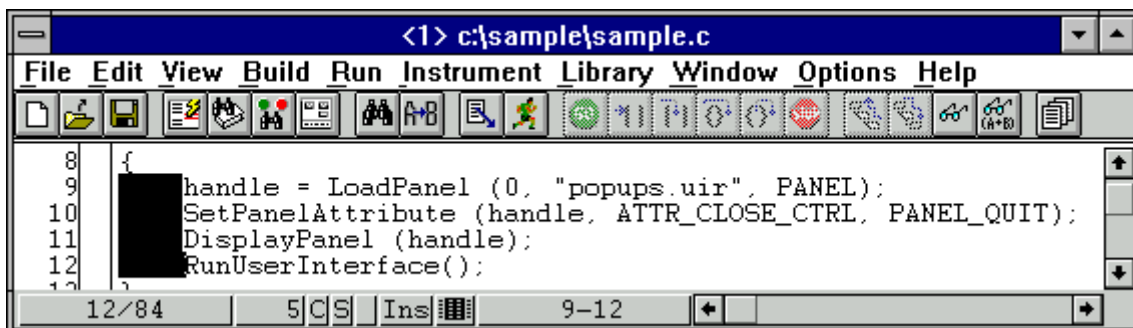 <1> c:\sample\sample.c
File Edit View Build Run Instrument Library Window Options Help
A→B (A+B)
8 {
9 handle = LoadPanel (0, "popups.uir", PANEL);
10 SetPanelAttribute (handle, ATTR_CLOSE_CTRL, PANEL_QUIT);
11 DisplayPanel (handle);
12 RunUserInterface();
12/84 5 C S Ins 9-12